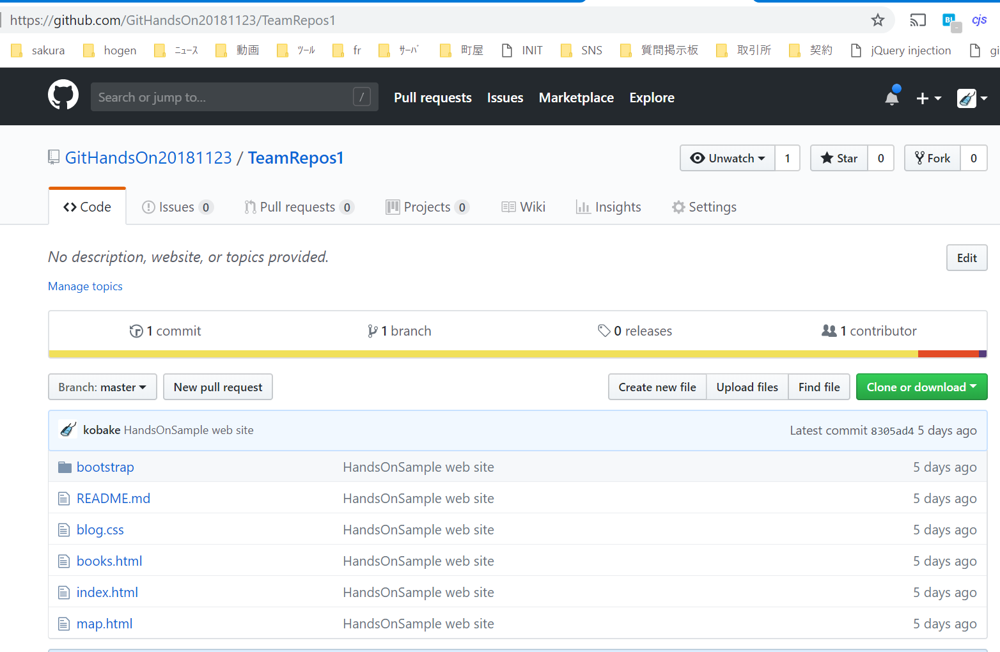 https://github.com/GitHandsOn20181123/TeamRepos1
BI cjs
sakura hogen ﾆｭｰｽ 動画 ﾂｰﾙ fr ｻｰﾊﾞ 町屋 INIT SNS 質問掲示板 取引所 契約 jQuery injection gi
Search or jump to... / Pull requests Issues Marketplace Explore
GitHandsOn20181123 / TeamRepos1 Unwatch 1 Star 0 Fork 0
Code Issues 0 Pull requests 0 Projects 0 Wiki Insights Settings
No description, website, or topics provided. Edit
Manage topics
1 commit 1 branch 0 releases 1 contributor
Branch: master New pull request Create new file Upload files Find file Clone or download
kobake HandsOnSample web site Latest commit 8305ad4 5 days ago
bootstrap HandsOnSample web site 5 days ago
README.md HandsOnSample web site 5 days ago
blog.css HandsOnSample web site 5 days ago
books.html HandsOnSample web site 5 days ago
index.html HandsOnSample web site 5 days ago
map.html HandsOnSample web site 5 days ago